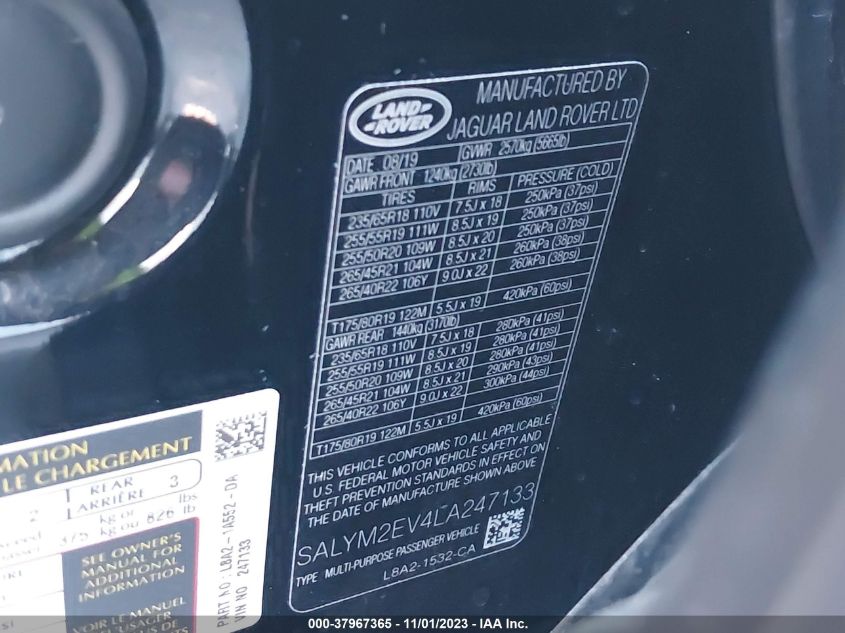 LAND-
-ROVER
MANUFACTURED BY
JAGUAR LAND ROVER LTD
DATE 08/19 GVWR 2570kg (5665lb)
GAWR FRONT 1240kg (2730lb)
TIRES RIMS PRESSURE (COLD)
235/65R18 110V 7.5J x 18 250kPa (37psi)
255/55R19 111W 8.5J x 19 250kPa (37psi)
255/50R20 109W 8.5J x 20 250kPa (37psi)
265/45R21 104W 8.5J x 21 260kPa (38psi)
265/40R22 106Y 9.0J x 22 260kPa (38psi)
T175/80R19 122M 5.5J x 19 420kPa (60psi)
GAWR REAR 1440kg (3170lb)
235/65R18 110V 7.5J x 18 280kPa (41psi)
255/55R19 111W 8.5J x 19 280kPa (41psi)
255/50R20 109W 8.5J x 20 280kPa (41psi)
265/45R21 104W 8.5J x 21 290kPa (43psi)
265/40R22 106Y 9.0J x 22 300kPa (44psi)
T175/80R19 122M 5.5J x 19 420kPa (60psi)
THIS VEHICLE CONFORMS TO ALL APPLICABLE
U.S. FEDERAL MOTOR VEHICLE SAFETY AND
THEFT PREVENTION STANDARDS IN EFFECT ON
THE DATE OF MANUFACTURE SHOWN ABOVE
SALYM2EV4LA247133
TYPE MULTI-PURPOSE PASSENGER VEHICLE
L8A2-1532-CA
MATION
LE CHARGEMENT
2 REAR 3
ARRIÈRE
xceed 375 kg or lbs
kg ou 826 lb
SEE OWNER'S
MANUAL FOR
ADDITIONAL
INFORMATION
VOIR LE MANUEL
L'USAGER
PART NO : L8A2-1A552-DA
VIN NO 247133
000-37967365 - 11/01/2023 - IAA Inc.